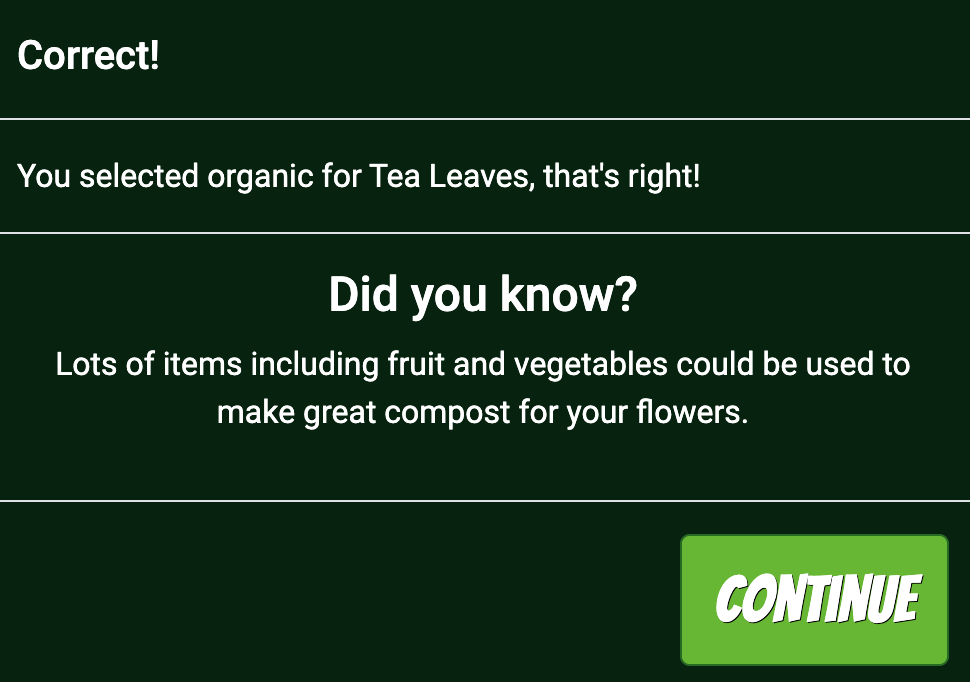 Correct!
You selected organic for Tea Leaves, that's right!
Did you know?
Lots of items including fruit and vegetables could be used to
make great compost for your flowers.
CONTINUE